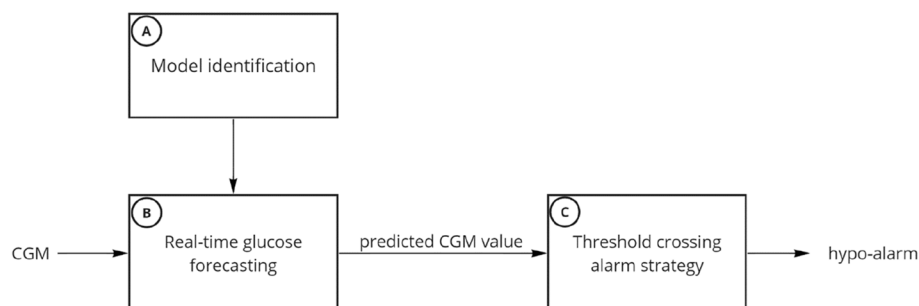 A
Model identification
B
Real-time glucose
forecasting
CGM
predicted CGM value
C
Threshold crossing
alarm strategy
hypo-alarm